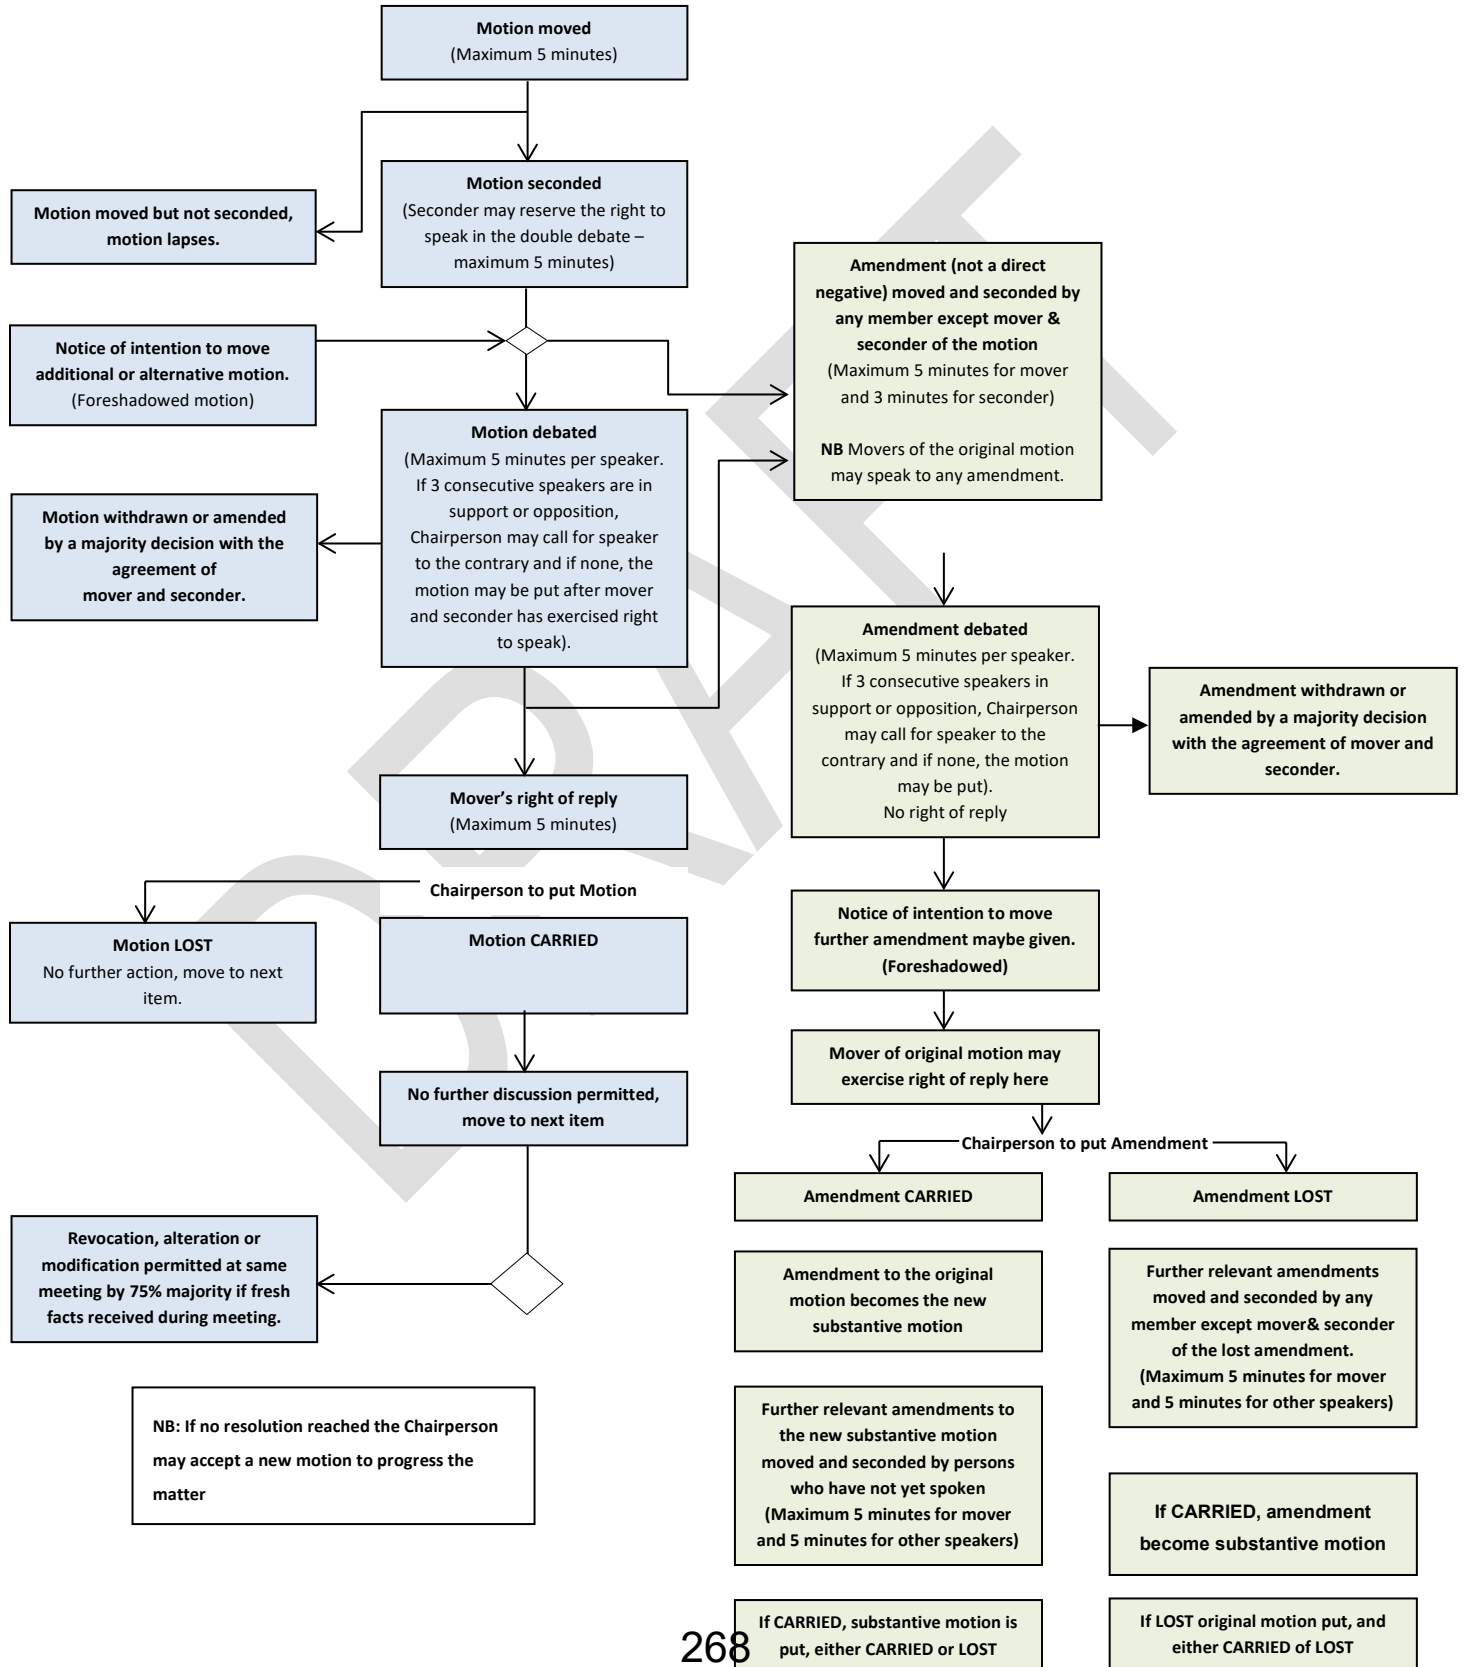 Motion moved
(Maximum 5 minutes)
Motion seconded
(Seconder may reserve the right to
speak in the double debate –
maximum 5 minutes)
Motion moved but not seconded,
motion lapses.
Notice of intention to move
additional or alternative motion.
(Foreshadowed motion)
Amendment (not a direct
negative) moved and seconded by
any member except mover &
seconder of the motion
(Maximum 5 minutes for mover
and 3 minutes for seconder)
NB Movers of the original motion
may speak to any amendment.
Motion debated
(Maximum 5 minutes per speaker.
If 3 consecutive speakers are in
support or opposition,
Chairperson may call for speaker
to the contrary and if none, the
motion may be put after mover
and seconder has exercised right
to speak).
Motion withdrawn or amended
by a majority decision with the
agreement of
mover and seconder.
Amendment debated
(Maximum 5 minutes per speaker.
If 3 consecutive speakers in
support or opposition, Chairperson
may call for speaker to the
contrary and if none, the motion
may be put).
No right of reply
Amendment withdrawn or
amended by a majority decision
with the agreement of mover and
seconder.
Mover’s right of reply
(Maximum 5 minutes)
Chairperson to put Motion
Motion LOST
No further action, move to next
item.
Motion CARRIED
Notice of intention to move
further amendment maybe given.
(Foreshadowed)
Mover of original motion may
exercise right of reply here
No further discussion permitted,
move to next item
Chairperson to put Amendment
Amendment CARRIED
Amendment LOST
Revocation, alteration or
modification permitted at same
meeting by 75% majority if fresh
facts received during meeting.
Amendment to the original
motion becomes the new
substantive motion
Further relevant amendments
moved and seconded by any
member except mover& seconder
of the lost amendment.
(Maximum 5 minutes for mover
and 5 minutes for other speakers)
NB: If no resolution reached the Chairperson
may accept a new motion to progress the
matter
Further relevant amendments to
the new substantive motion
moved and seconded by persons
who have not yet spoken
(Maximum 5 minutes for mover
and 5 minutes for other speakers)
If CARRIED, amendment
become substantive motion
If CARRIED, substantive motion is
put, either CARRIED or LOST
If LOST original motion put, and
either CARRIED of LOST
268
DRAFT